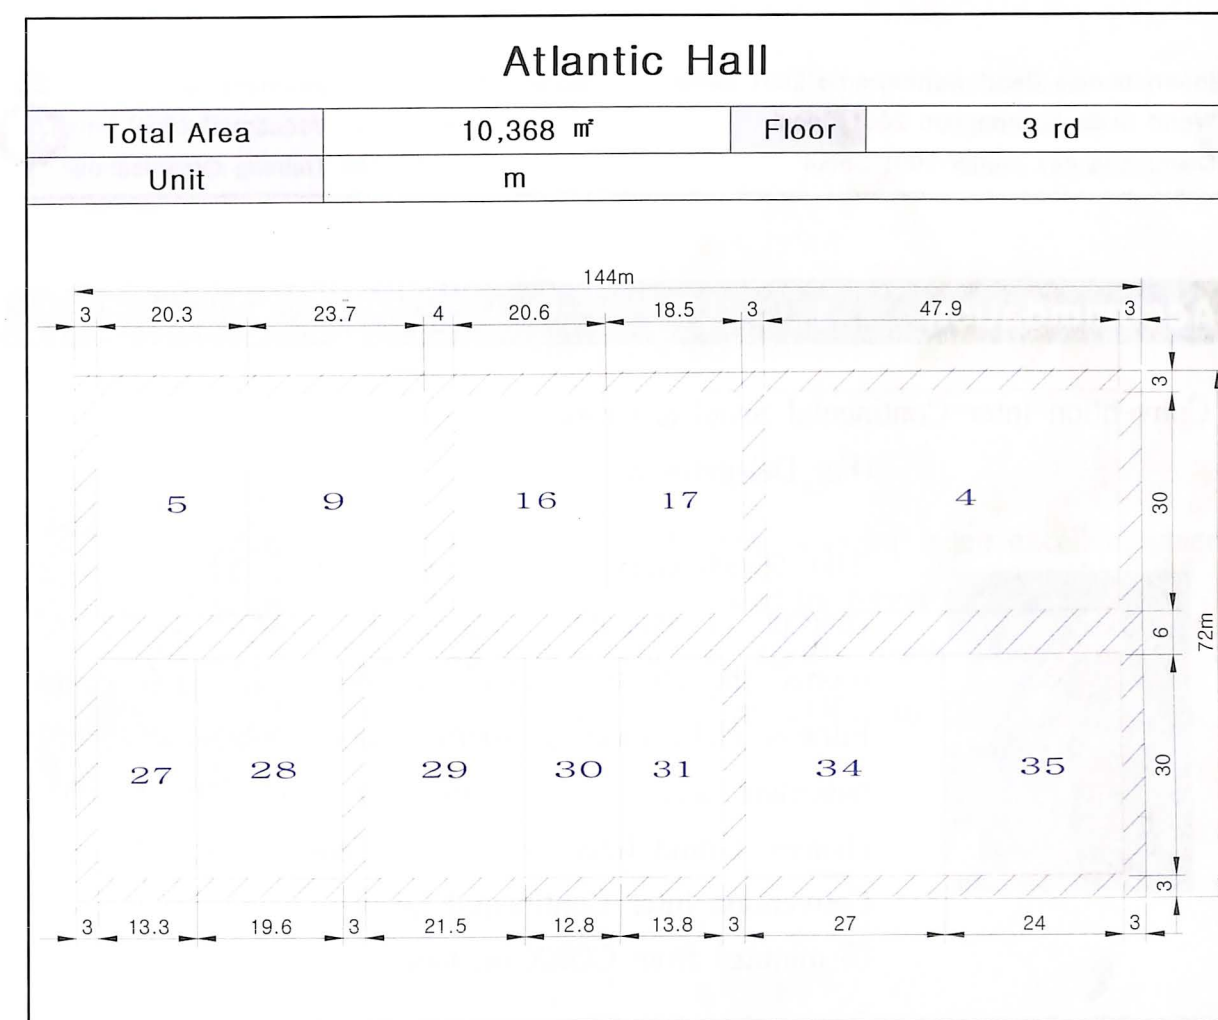 Atlantic Hall
Total Area 10,368 ㎡ Floor 3 rd
Unit m
144m
3 20.3 23.7 4 20.6 18.5 3 47.9 3
3
5 9 16 17 4 30
6
72m
27 28 29 30 31 34 35 30
3
3 13.3 19.6 3 21.5 12.8 13.8 3 27 24 3